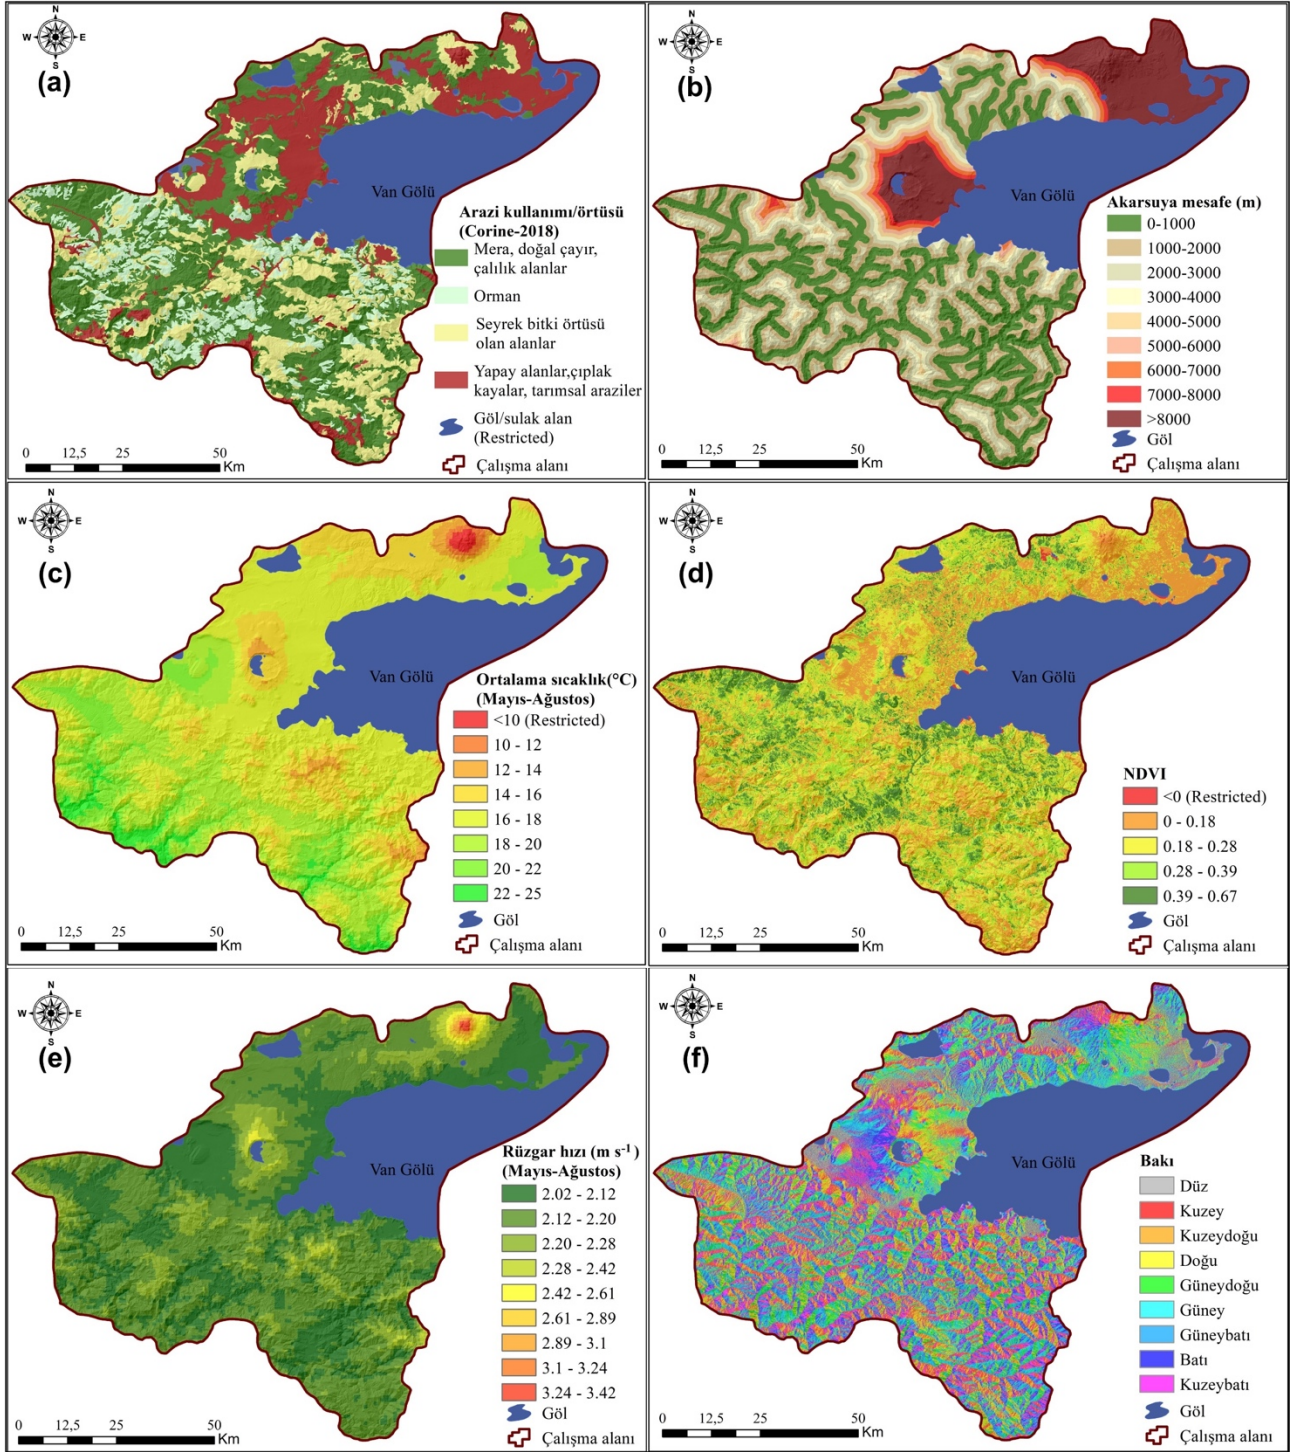 N
W E
S
(a)
Van Gölü
Arazi kullanımı/örtüsü
(Corine-2018)
Mera, doğal çayır,
çalılık alanlar
Orman
Seyrek bitki örtüsü
olan alanlar
Yapay alanlar,çıplak
kayalar, tarımsal araziler
Göl/sulak alan
(Restricted)
Çalışma alanı
0 12,5 25 50
Km
N
W E
S
(b)
Van Gölü
Akarsuya mesafe (m)
0-1000
1000-2000
2000-3000
3000-4000
4000-5000
5000-6000
6000-7000
7000-8000
>8000
Göl
Çalışma alanı
0 12,5 25 50
Km
N
W E
S
(c)
Van Gölü
Ortalama sıcaklık(°C)
(Mayıs-Ağustos)
<10 (Restricted)
10 - 12
12 - 14
14 - 16
16 - 18
18 - 20
20 - 22
22 - 25
Göl
Çalışma alanı
0 12,5 25 50
Km
N
W E
S
(d)
Van Gölü
NDVI
<0 (Restricted)
0 - 0.18
0.18 - 0.28
0.28 - 0.39
0.39 - 0.67
Göl
Çalışma alanı
0 12,5 25 50
Km
N
W E
S
(e)
Van Gölü
Rüzgar hızı (m s-1)
(Mayıs-Ağustos)
2.02 - 2.12
2.12 - 2.20
2.20 - 2.28
2.28 - 2.42
2.42 - 2.61
2.61 - 2.89
2.89 - 3.1
3.1 - 3.24
3.24 - 3.42
Göl
Çalışma alanı
0 12,5 25 50
Km
N
W E
S
(f)
Van Gölü
Bakı
Düz
Kuzey
Kuzeydoğu
Doğu
Güneydoğu
Güney
Güneybatı
Batı
Kuzeybatı
Göl
Çalışma alanı
0 12,5 25 50
Km